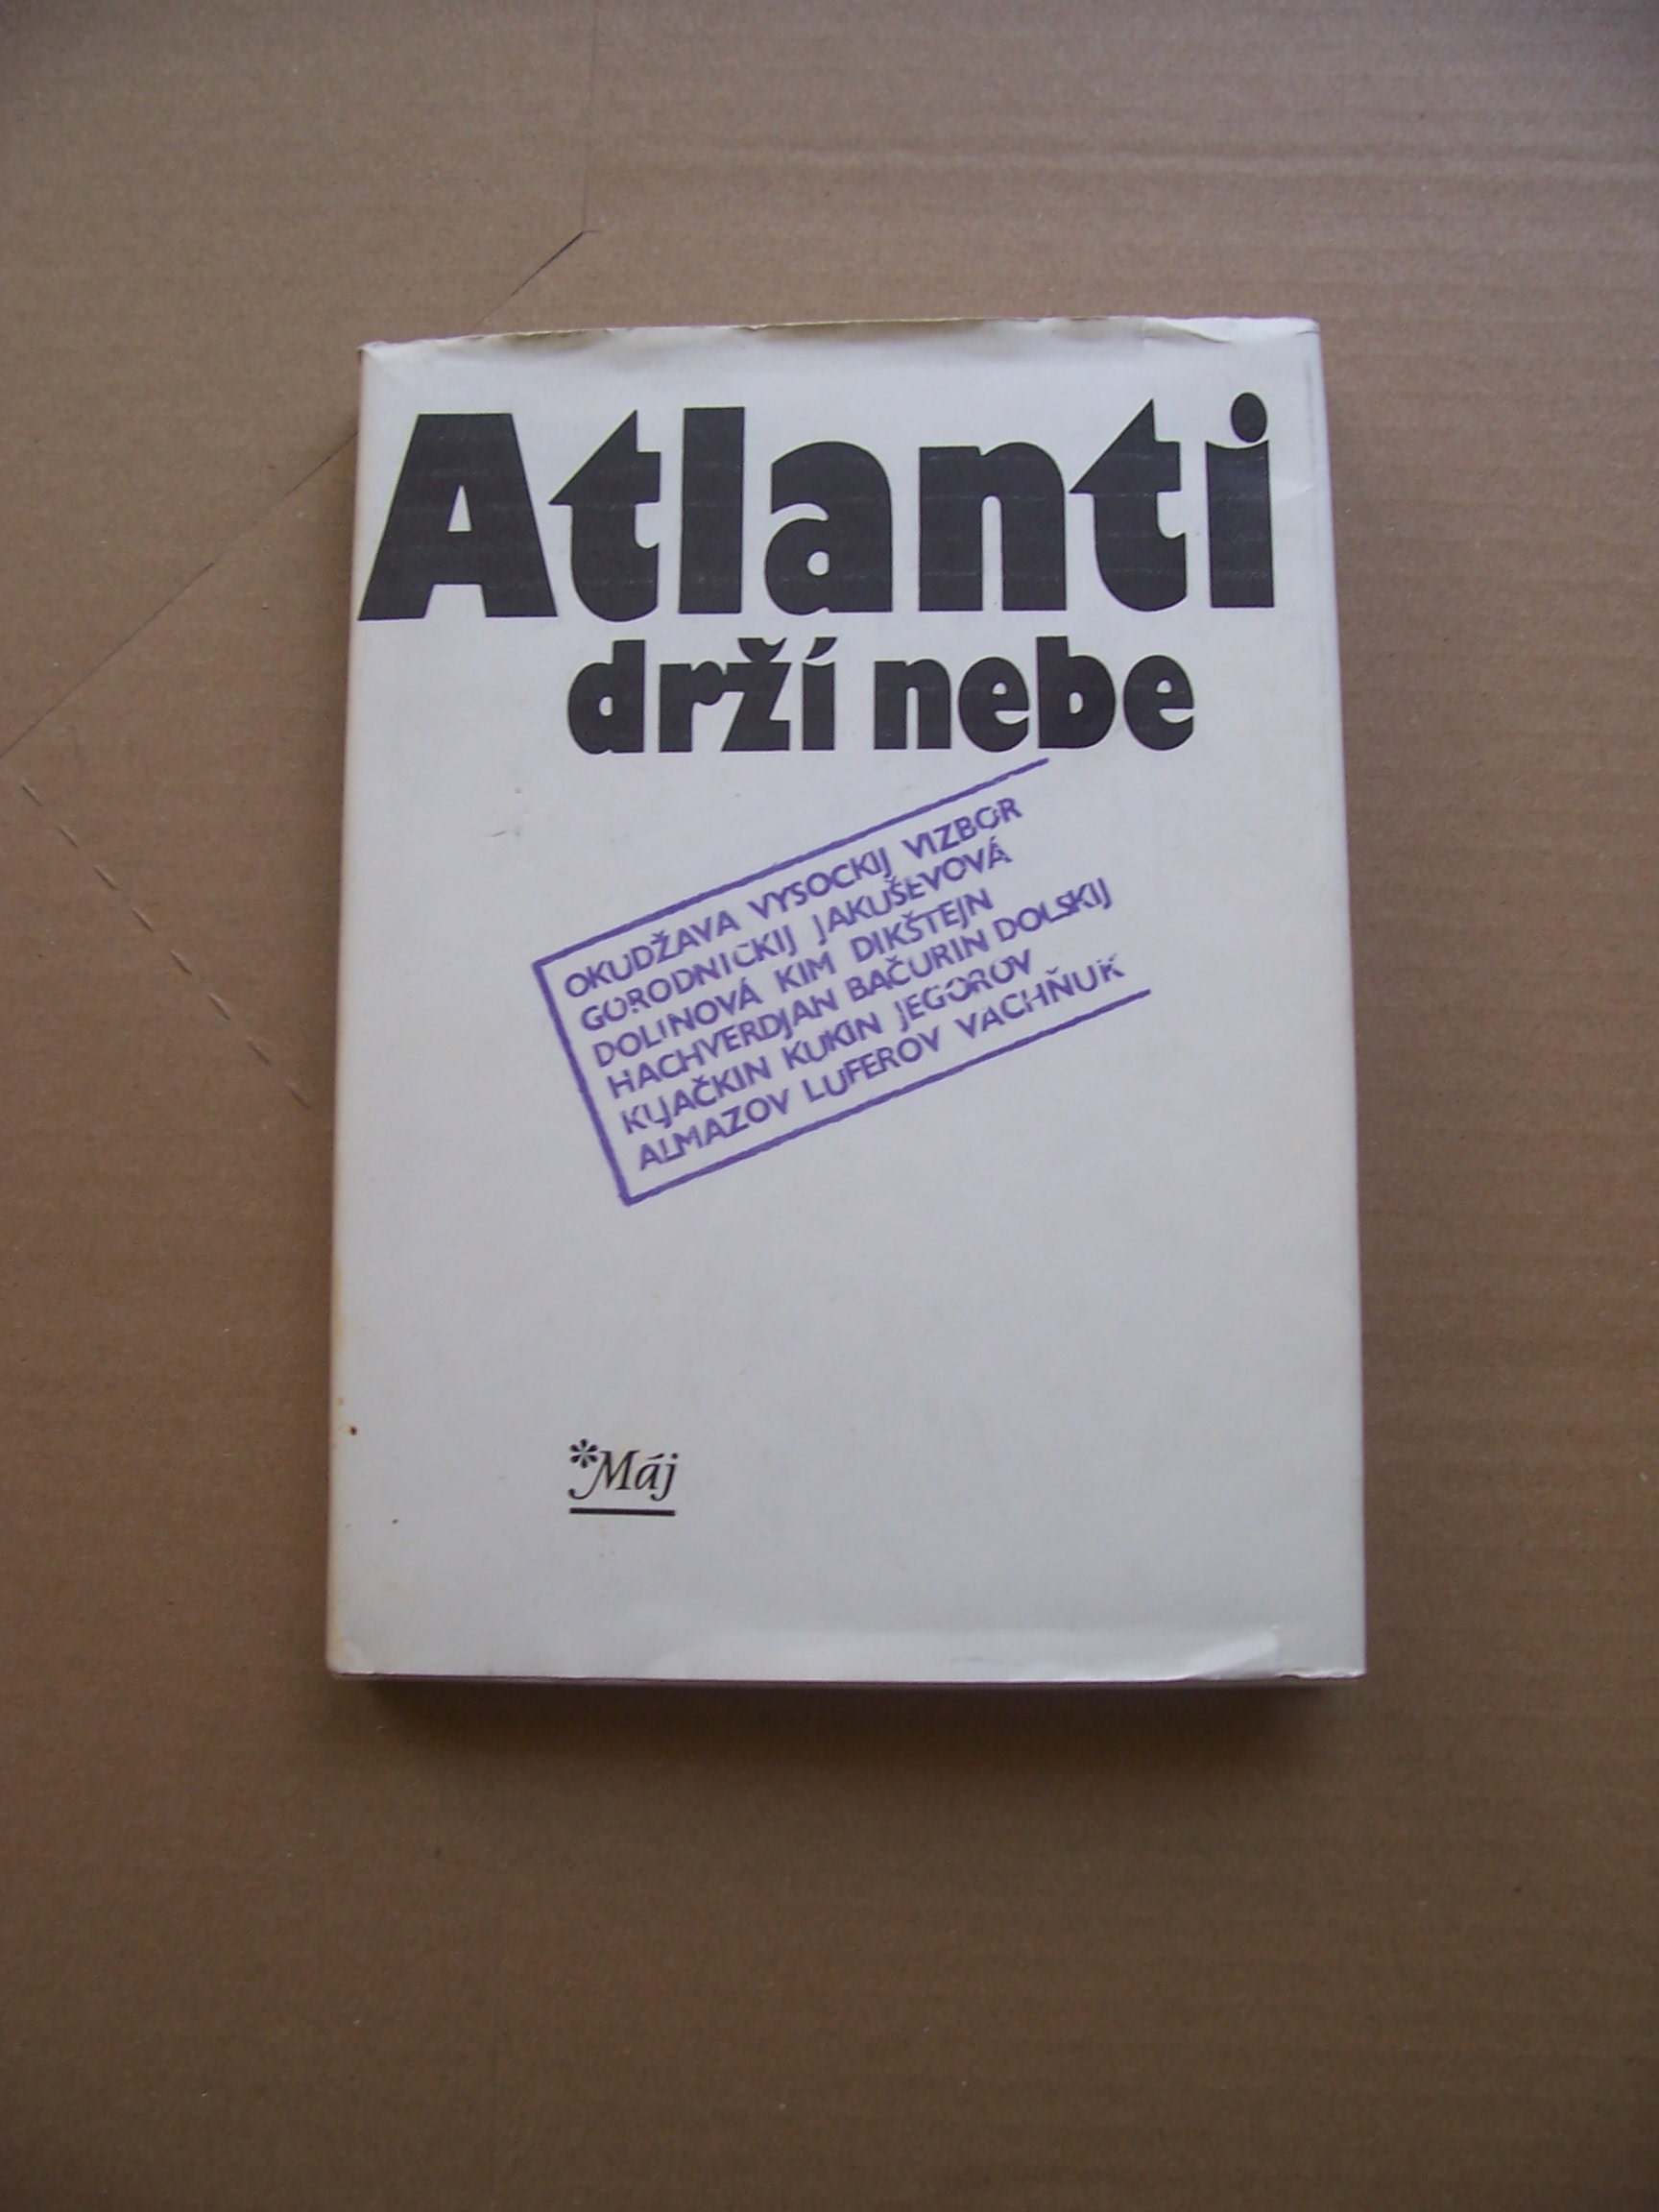 Atlanti
drží nebe
OKUDŽAVA VYSOCKIJ VIZBOR
GORODNICKIJ JAKUŠEVOVÁ
DOLINOVÁ KIM DIKŠTEJN
HACHVERDJAN BAČURIN DOLSKIJ
KLJAČKIN KUKIN JEGOROV
ALMAZOV LUFEROV VACHŇUK
*Máj